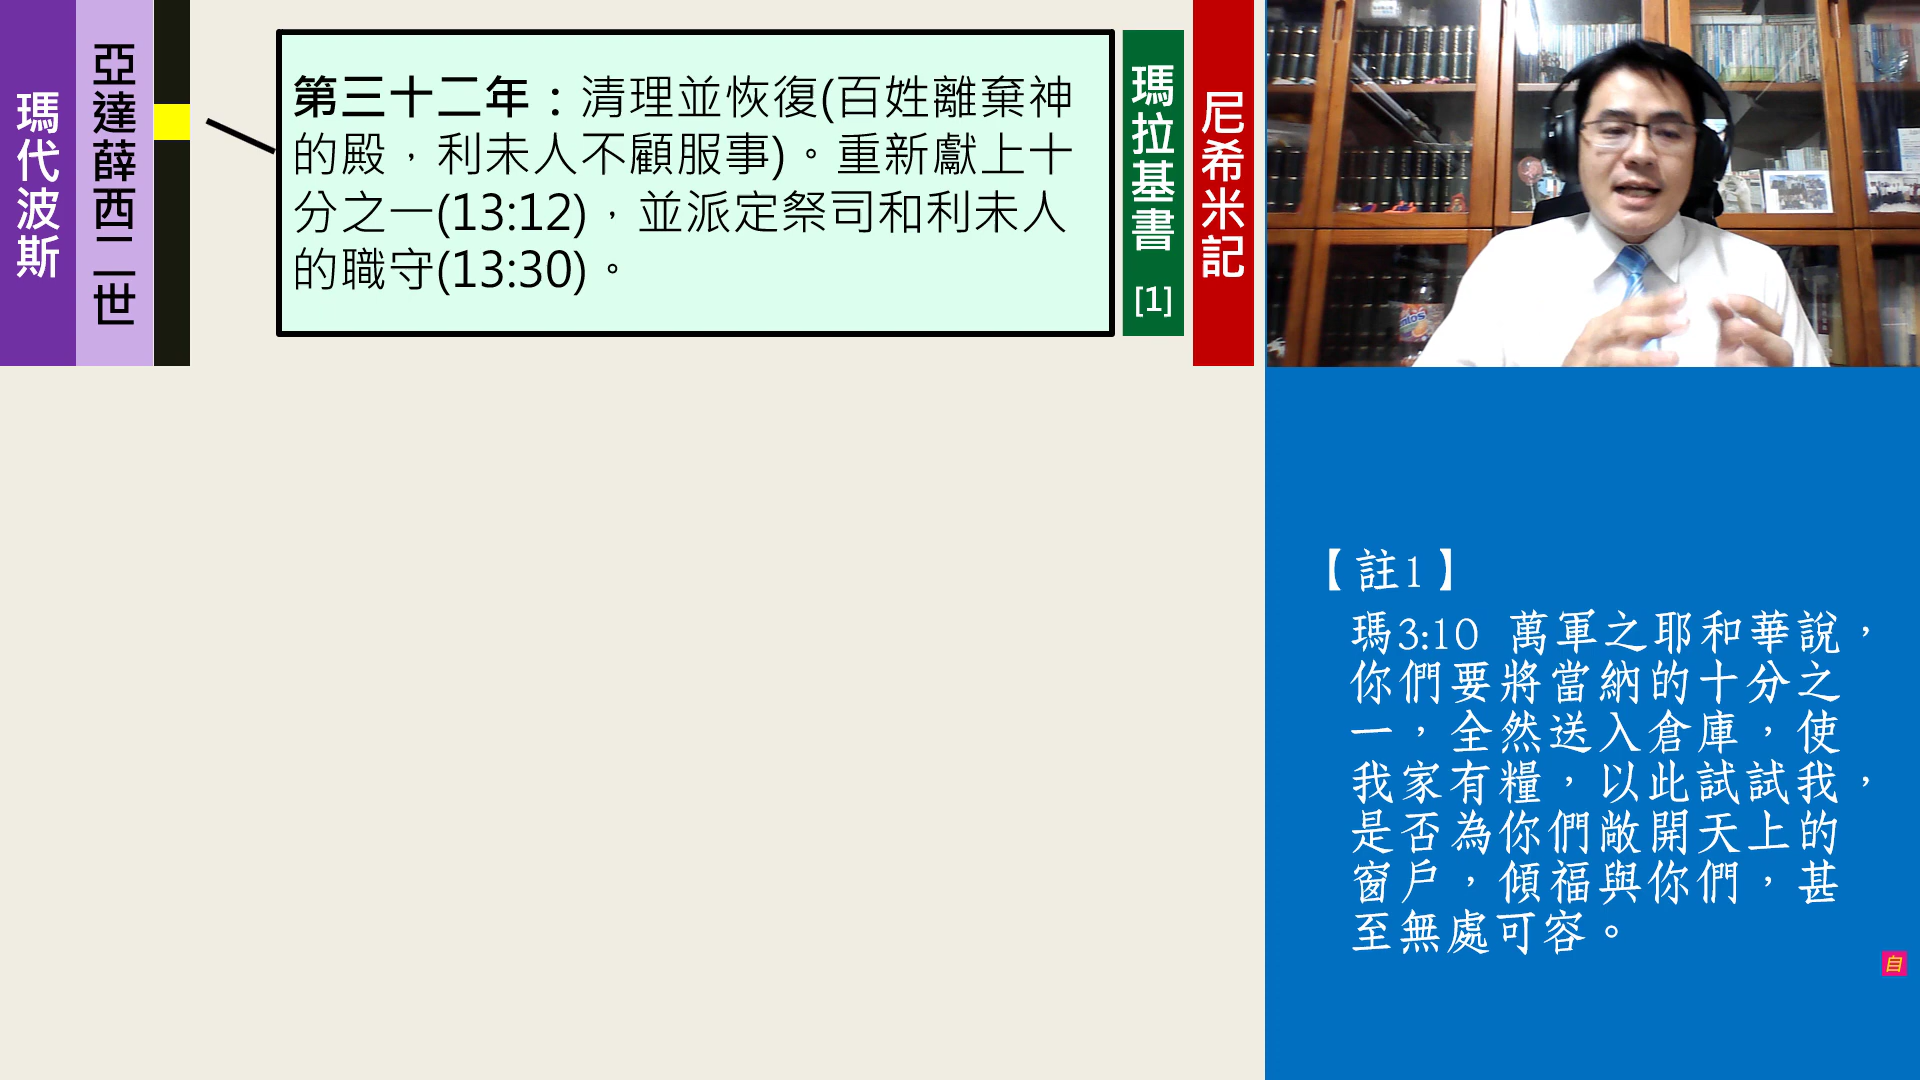 瑪代波斯
亞達薛西二世
第三十二年：清理並恢復(百姓離棄神
的殿，利未人不顧服事)。重新獻上十
分之一(13:12)，並派定祭司和利未人
的職守(13:30)。
瑪拉基書
[1]
尼希米記
【註1】
瑪3:10 萬軍之耶和華說，
你們要將當納的十分之
一，全然送入倉庫，使
我家有糧，以此試試我，
是否為你們敞開天上的
窗戶，傾福與你們，甚
至無處可容。
自